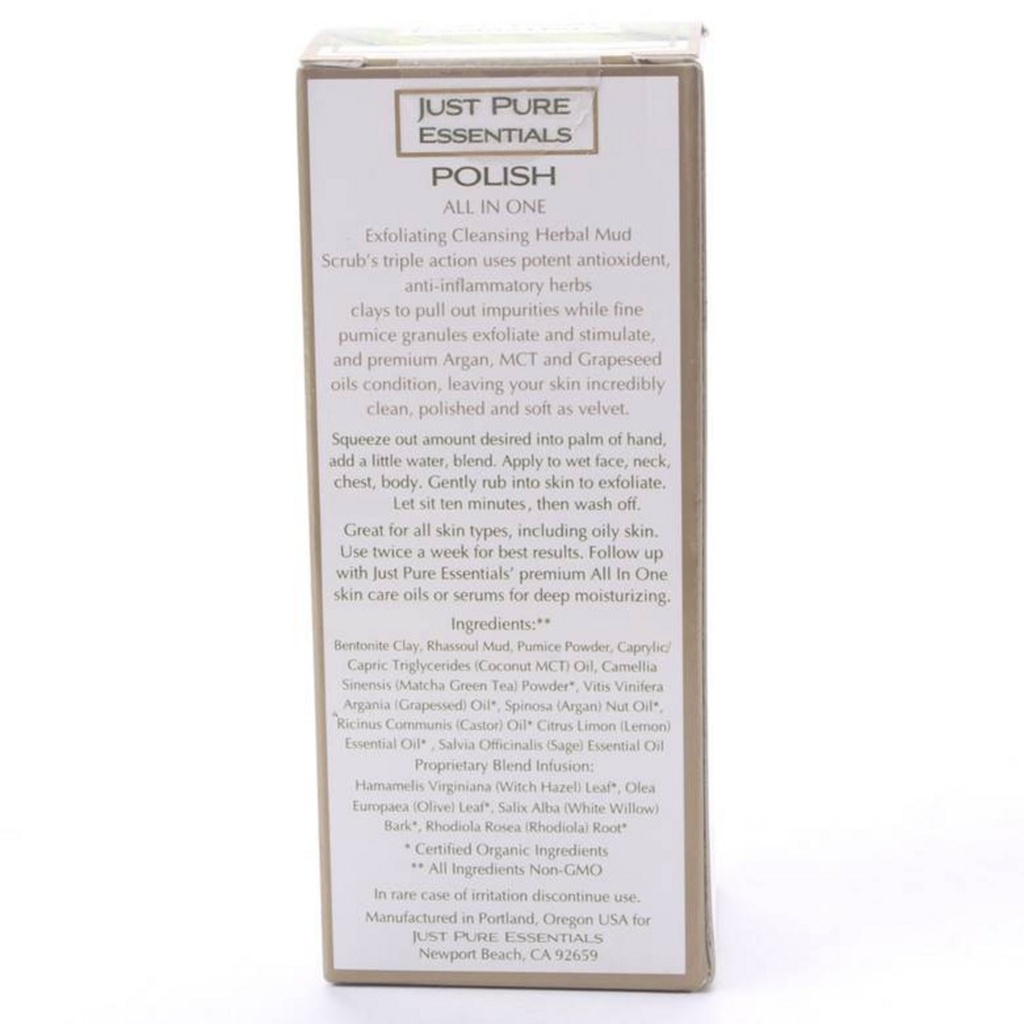 JUST PURE
ESSENTIALS
POLISH
ALL IN ONE
Exfoliating Cleansing Herbal Mud
Scrub's triple action uses potent antioxident,
anti-inflammatory herbs
clays to pull out impurities while fine
pumice granules exfoliate and stimulate,
and premium Argan, MCT and Grapeseed
oils condition, leaving your skin incredibly
clean, polished and soft as velvet.
Squeeze out amount desired into palm of hand,
add a little water, blend. Apply to wet face, neck,
chest, body. Gently rub into skin to exfoliate.
Let sit ten minutes, then wash off.
Great for all skin types, including oily skin.
Use twice a week for best results. Follow up
with Just Pure Essentials' premium All In One
skin care oils or serums for deep moisturizing.
Ingredients:**
Bentonite Clay, Rhassoul Mud, Pumice Powder, Caprylic/
Capric Triglycerides (Coconut MCT) Oil, Camellia
Sinensis (Matcha Green Tea) Powder*, Vitis Vinifera
Argania (Grapessed) Oil*, Spinosa (Argan) Nut Oil*,
Ricinus Communis (Castor) Oil* Citrus Limon (Lemon)
Essential Oil* , Salvia Officinalis (Sage) Essential Oil
Proprietary Blend Infusion:
Hamamelis Virginiana (Witch Hazel) Leaf*, Olea
Europaea (Olive) Leaf*, Salix Alba (White Willow)
Bark*, Rhodiola Rosea (Rhodiola) Root*
* Certified Organic Ingredients
** All Ingredients Non-GMO
In rare case of irritation discontinue use.
Manufactured in Portland, Oregon USA for
JUST PURE ESSENTIALS
Newport Beach, CA 92659